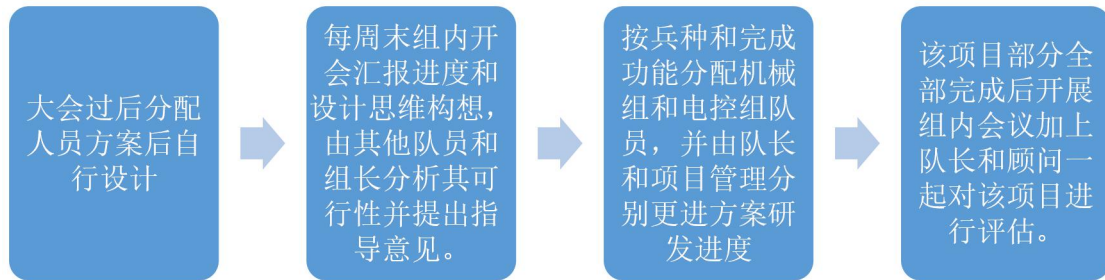 大会过后分配
人员方案后自
行设计
每周末组内开
会汇报进度和
设计思维构想，
由其他队员和
组长分析其可
行性并提出指
导意见。
按兵种和完成
功能分配机械
组和电控组队
员，并由队长
和项目管理分
别更进方案研
发进度
该项目部分全
部完成后开展
组内会议加上
队长和顾问一
起对该项目进
行评估。